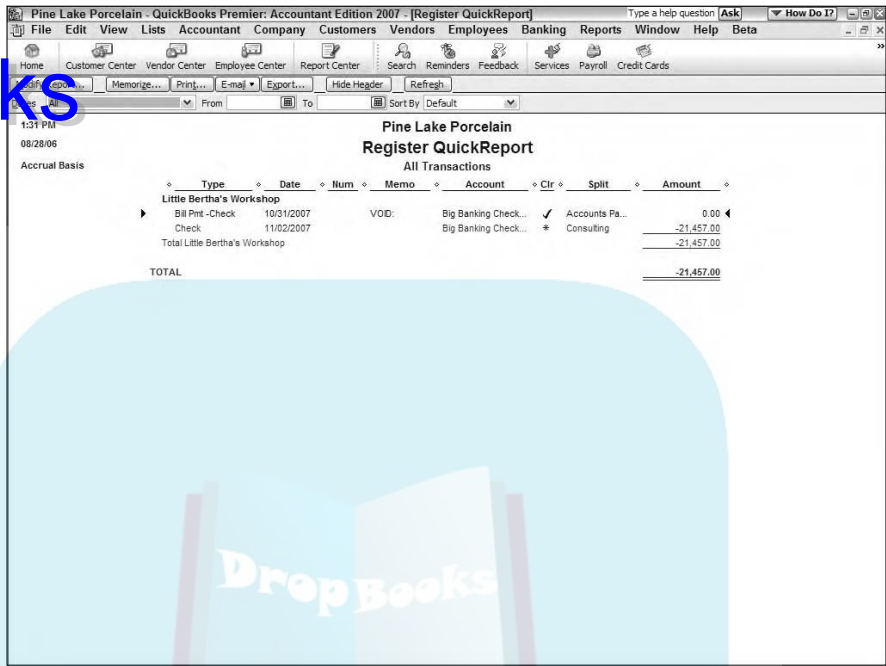 Pine Lake Porcelain - QuickBooks Premier: Accountant Edition 2007 - [Register QuickReport]
Type a help question Ask How Do I?
File Edit View Lists Accountant Company Customers Vendors Employees Banking Reports Window Help Beta
Home Customer Center Vendor Center Employee Center Report Center Search Reminders Feedback Services Payroll Credit Cards
Memorize... Print... E-mail Export... Hide Header Refresh
All From To Sort By Default
ks
1:31 PM
08/28/06
Accrual Basis
Pine Lake Porcelain
Register QuickReport
All Transactions
Type Date Num Memo Account Clr Split Amount
Little Bertha's Workshop
Bill Pmt -Check 10/31/2007 VOID: Big Banking Check... ✓ Accounts Pa... 0.00
Check 11/02/2007 Big Banking Check... * Consulting -21,457.00
Total Little Bertha's Workshop -21,457.00
TOTAL -21,457.00
DropBooks